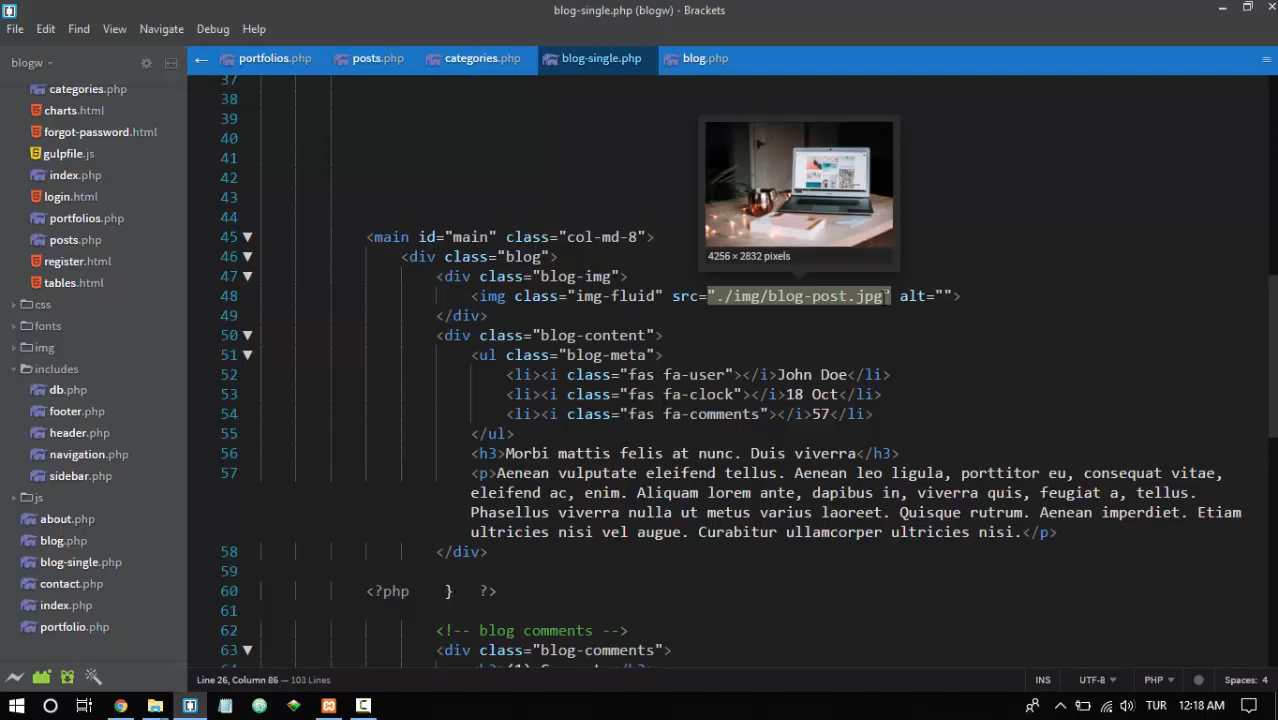 blog-single.php (blogw) - Brackets
File Edit Find View Navigate Debug Help
blogw
portfolios.php posts.php categories.php blog-single.php blog.php
categories.php
charts.html
forgot-password.html
gulpfile.js
index.php
login.html
portfolios.php
posts.php
register.html
tables.html
css
fonts
img
includes
db.php
footer.php
header.php
navigation.php
sidebar.php
js
about.php
blog.php
blog-single.php
contact.php
index.php
portfolio.php
37
38
39
40
41
42
43
44
45 <main id="main" class="col-md-8">
46 <div class="blog">
47 <div class="blog-img">
48 <img class="img-fluid" src="./img/blog-post.jpg" alt="">
49 </div>
50 <div class="blog-content">
51 <ul class="blog-meta">
52 <li><i class="fas fa-user"></i>John Doe</li>
53 <li><i class="fas fa-clock"></i>18 Oct</li>
54 <li><i class="fas fa-comments"></i>57</li>
55 </ul>
56 <h3>Morbi mattis felis at nunc. Duis viverra</h3>
57 <p>Aenean vulputate eleifend tellus. Aenean leo ligula, porttitor eu, consequat vitae,
eleifend ac, enim. Aliquam lorem ante, dapibus in, viverra quis, feugiat a, tellus.
Phasellus viverra nulla ut metus varius laoreet. Quisque rutrum. Aenean imperdiet. Etiam
ultricies nisi vel augue. Curabitur ullamcorper ultricies nisi.</p>
58 </div>
59
60 <?php } ?>
61
62 <!-- blog comments -->
63 <div class="blog-comments">
64
4256 × 2832 pixels
Line 26, Column 86 — 103 Lines
INS UTF-8 PHP Spaces: 4
TUR 12:18 AM